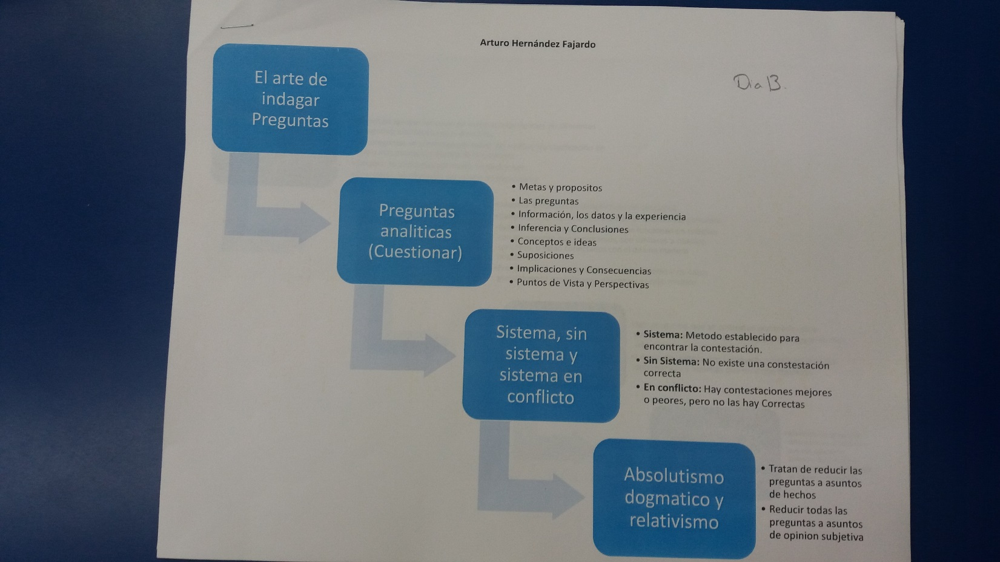 Arturo Hernández Fajardo
Dia B.
El arte de
indagar
Preguntas
Preguntas
analiticas
(Cuestionar)
• Metas y propositos
• Las preguntas
• Información, los datos y la experiencia
• Inferencia y Conclusiones
• Conceptos e ideas
• Suposiciones
• Implicaciones y Consecuencias
• Puntos de Vista y Perspectivas
Sistema, sin
sistema y
sistema en
conflicto
• Sistema: Metodo establecido para
encontrar la contestación.
• Sin Sistema: No existe una constestación
correcta
• En conflicto: Hay contestaciones mejores
o peores, pero no las hay Correctas
Absolutismo
dogmatico y
relativismo
• Tratan de reducir las
preguntas a asuntos
de hechos
• Reducir todas las
preguntas a asuntos
de opinion subjetiva